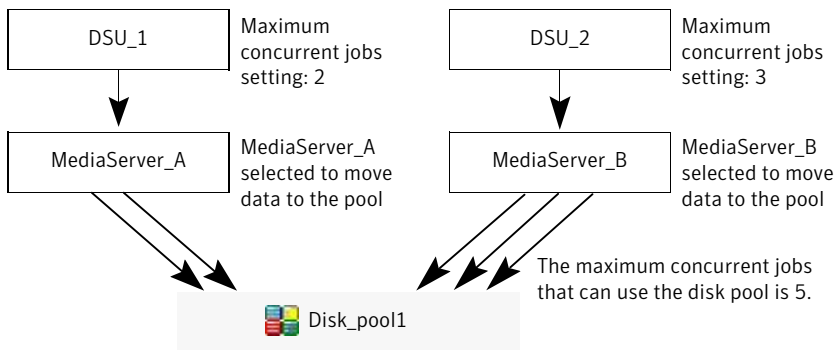 DSU_1
Maximum
concurrent jobs
setting: 2
DSU_2
Maximum
concurrent jobs
setting: 3
MediaServer_A
MediaServer_A
selected to move
data to the pool
MediaServer_B
MediaServer_B
selected to move
data to the pool
The maximum concurrent jobs
that can use the disk pool is 5.
Disk_pool1